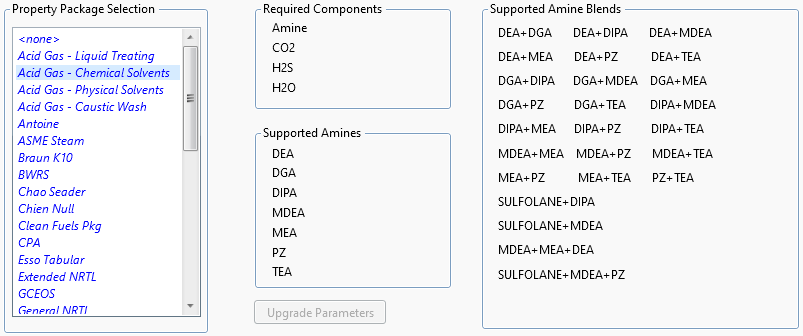 Property Package Selection
<none>
Acid Gas - Liquid Treating
Acid Gas - Chemical Solvents
Acid Gas - Physical Solvents
Acid Gas - Caustic Wash
Antoine
ASME Steam
Braun K10
BWRS
Chao Seader
Chien Null
Clean Fuels Pkg
CPA
Esso Tabular
Extended NRTL
GCEOS
General NRTL
Required Components
Amine
CO2
H2S
H2O
Supported Amines
DEA
DGA
DIPA
MDEA
MEA
PZ
TEA
Upgrade Parameters
Supported Amine Blends
DEA+DGA DEA+DIPA DEA+MDEA
DEA+MEA DEA+PZ DEA+TEA
DGA+DIPA DGA+MDEA DGA+MEA
DGA+PZ DGA+TEA DIPA+MDEA
DIPA+MEA DIPA+PZ DIPA+TEA
MDEA+MEA MDEA+PZ MDEA+TEA
MEA+PZ MEA+TEA PZ+TEA
SULFOLANE+DIPA
SULFOLANE+MDEA
MDEA+MEA+DEA
SULFOLANE+MDEA+PZ